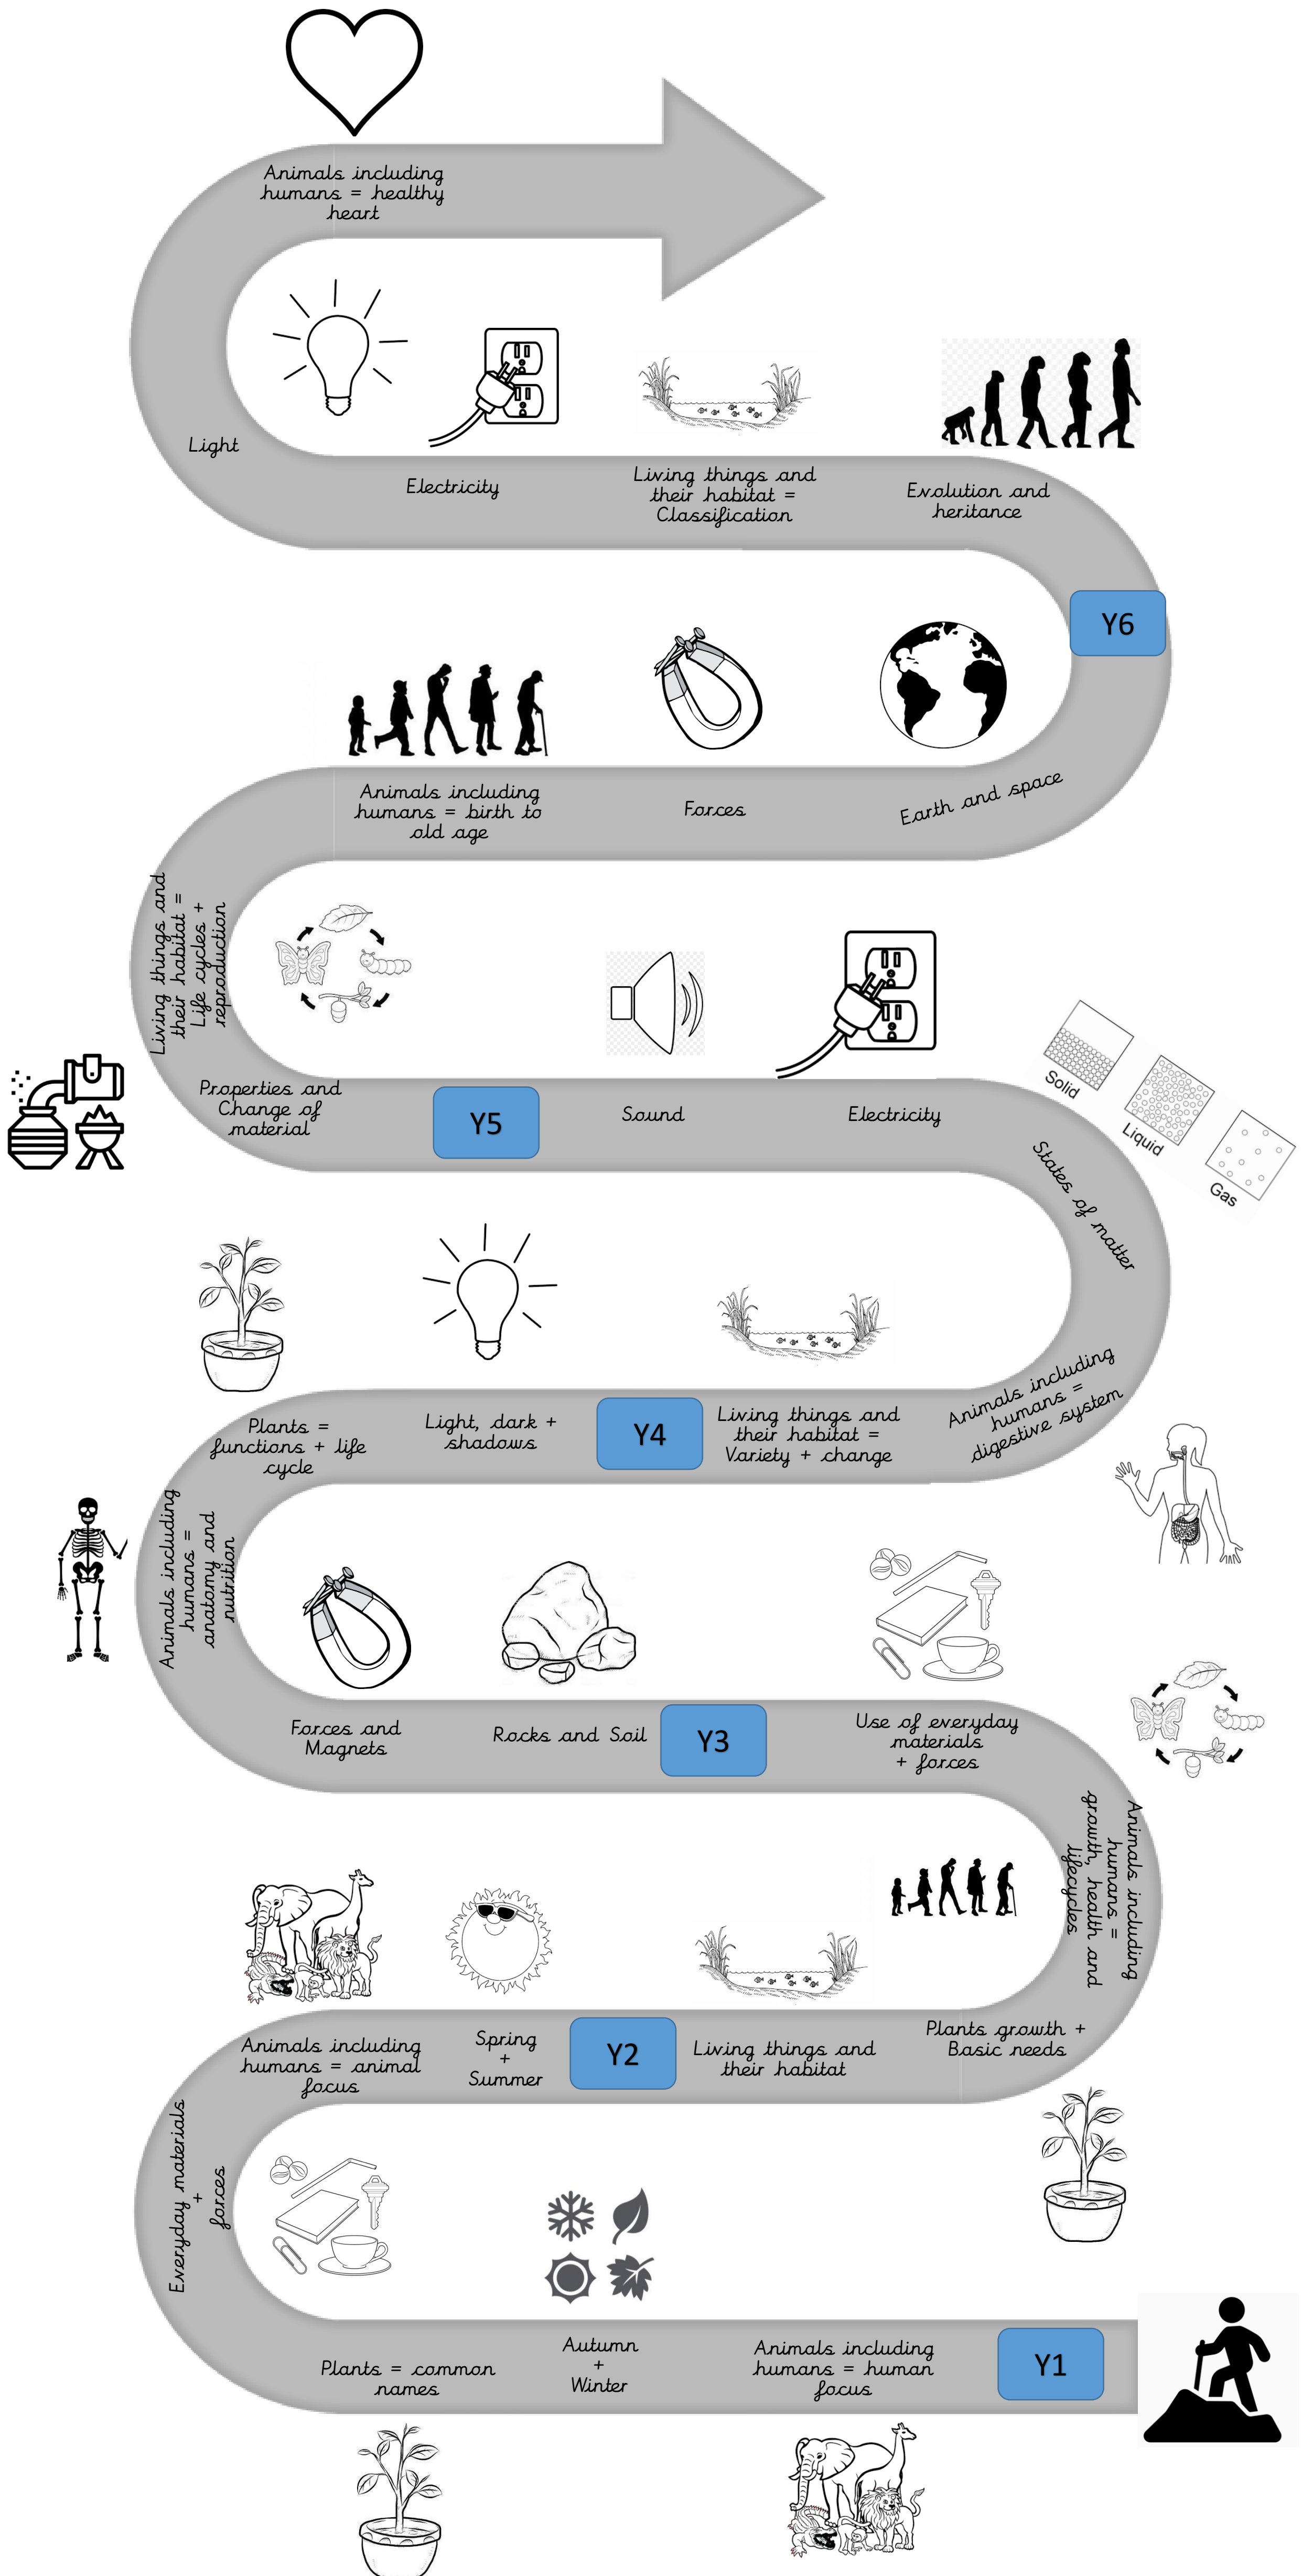 Animals including
humans = healthy
heart
Light
Electricity
Living things and
their habitat =
Classification
Evolution and
heritance
Y6
Animals including
humans = birth to
old age
Forces
Earth and space
Living things and
their habitat =
Life cycles +
reproduction
Properties and
Change of
material
Y5
Sound
Electricity
Solid
Liquid
Gas
States of matter
Plants =
functions + life
cycle
Light, dark +
shadows
Y4
Living things and
their habitat =
Variety + change
Animals including
humans =
digestive system
Animals including
humans =
anatomy and
nutrition
Forces and
Magnets
Rocks and Soil
Y3
Use of everyday
materials
+ forces
Animals including
humans =
growth, health and
lifecycles
Animals including
humans = animal
focus
Spring
+
Summer
Y2
Living things and
their habitat
Plants growth +
Basic needs
Everyday materials
+
forces
Plants = common
names
Autumn
+
Winter
Animals including
humans = human
focus
Y1